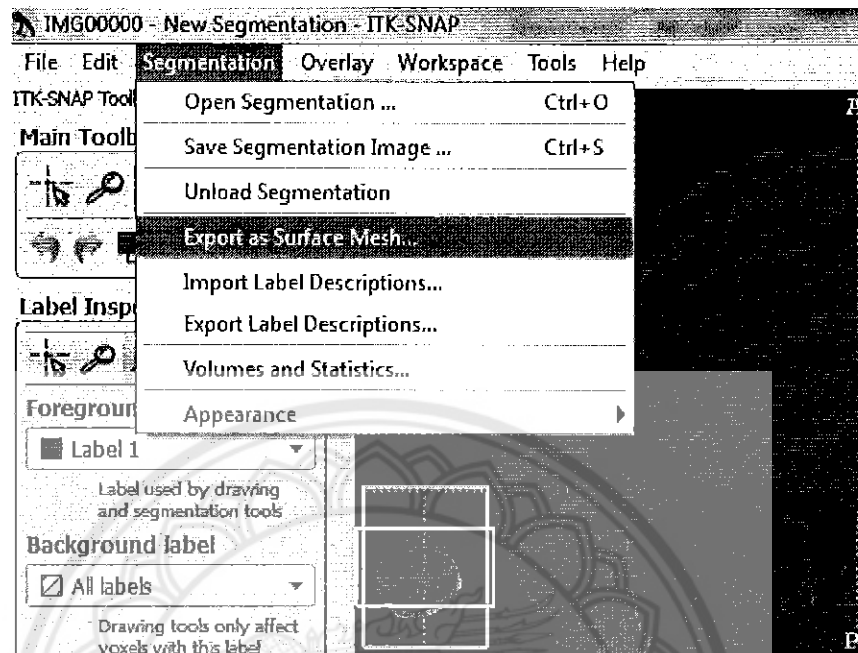 IMG00000 - New Segmentation - ITK-SNAP
File Edit Segmentation Overlay Workspace Tools Help
ITK-SNAP Tool
Main Toolb
Open Segmentation ... Ctrl+O
Save Segmentation Image ... Ctrl+S
Unload Segmentation
Export as Surface Mesh...
Import Label Descriptions...
Export Label Descriptions...
Volumes and Statistics...
Appearance
Label Insp
Foregroun
Label 1
Label used by drawing
and segmentation tools
Background label
All labels
Drawing tools only affect
voxels with this label
P